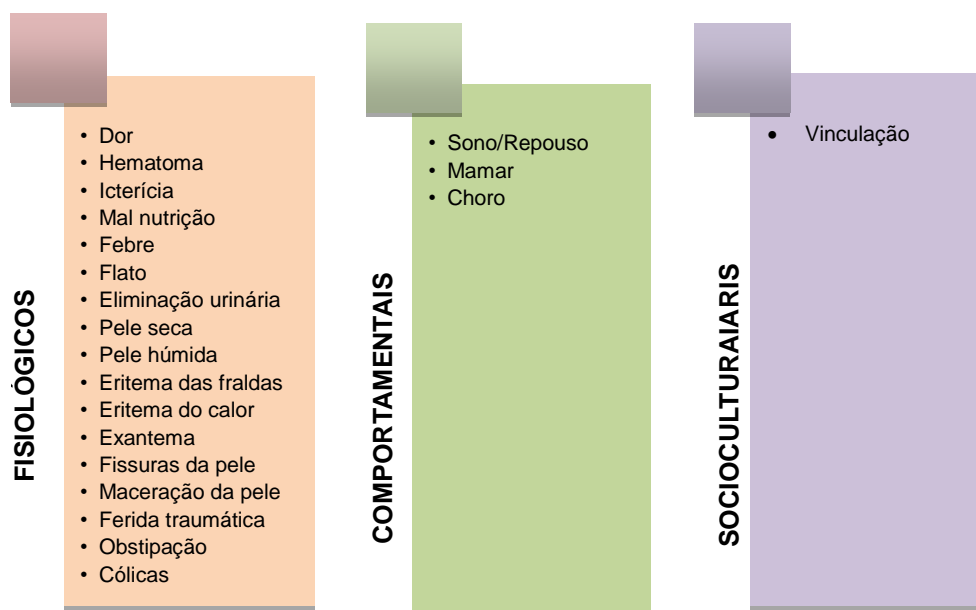 FISIOLÓGICOS
• Dor
• Hematoma
• Icterícia
• Mal nutrição
• Febre
• Flato
• Eliminação urinária
• Pele seca
• Pele húmida
• Eritema das fraldas
• Eritema do calor
• Exantema
• Fissuras da pele
• Maceração da pele
• Ferida traumática
• Obstipação
• Cólicas
COMPORTAMENTAIS
• Sono/Repouso
• Mamar
• Choro
SOCIOCULTURAIARIS
• Vinculação